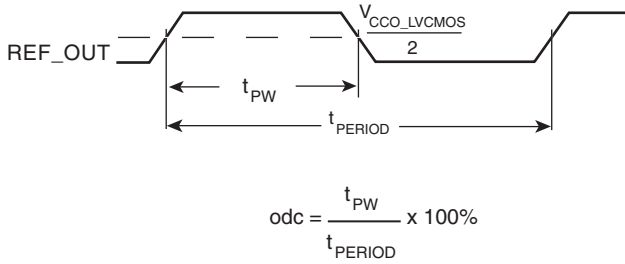 V_CCO_LVCMOS
2
REF_OUT
t_PW
t_PERIOD
odc = t_PW / t_PERIOD x 100%